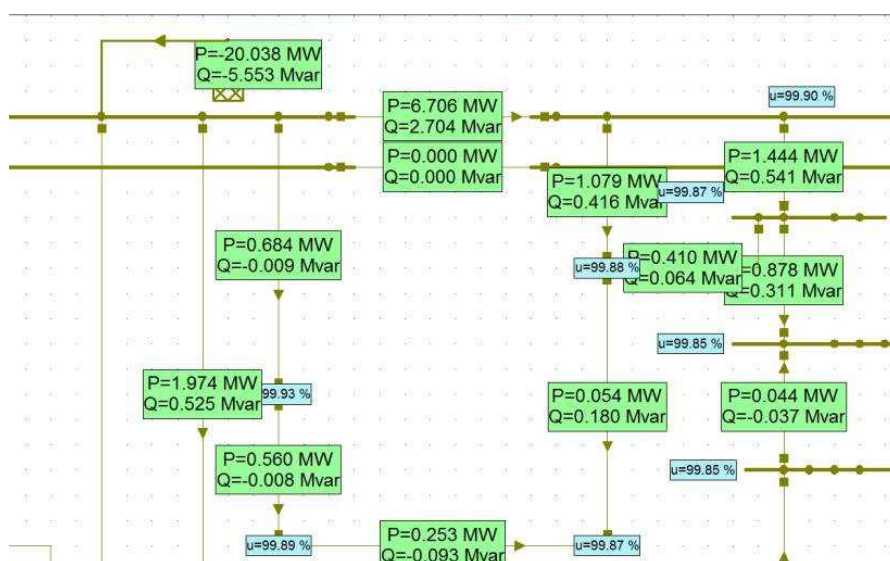 P=-20.038 MW
Q=-5.553 Mvar
u=99.90 %
P=6.706 MW
Q=2.704 Mvar
P=0.000 MW
Q=0.000 Mvar
P=1.444 MW
Q=0.541 Mvar
P=1.079 MW
Q=0.416 Mvar
u=99.87 %
P=0.684 MW
Q=-0.009 Mvar
u=99.88 %
P=0.410 MW
Q=0.064 Mvar
=0.878 MW
=0.311 Mvar
u=99.85 %
P=1.974 MW
Q=0.525 Mvar
99.93 %
P=0.054 MW
Q=0.180 Mvar
P=0.044 MW
Q=-0.037 Mvar
P=0.560 MW
Q=-0.008 Mvar
u=99.85 %
u=99.89 %
P=0.253 MW
Q=-0.093 Mvar
u=99.87 %